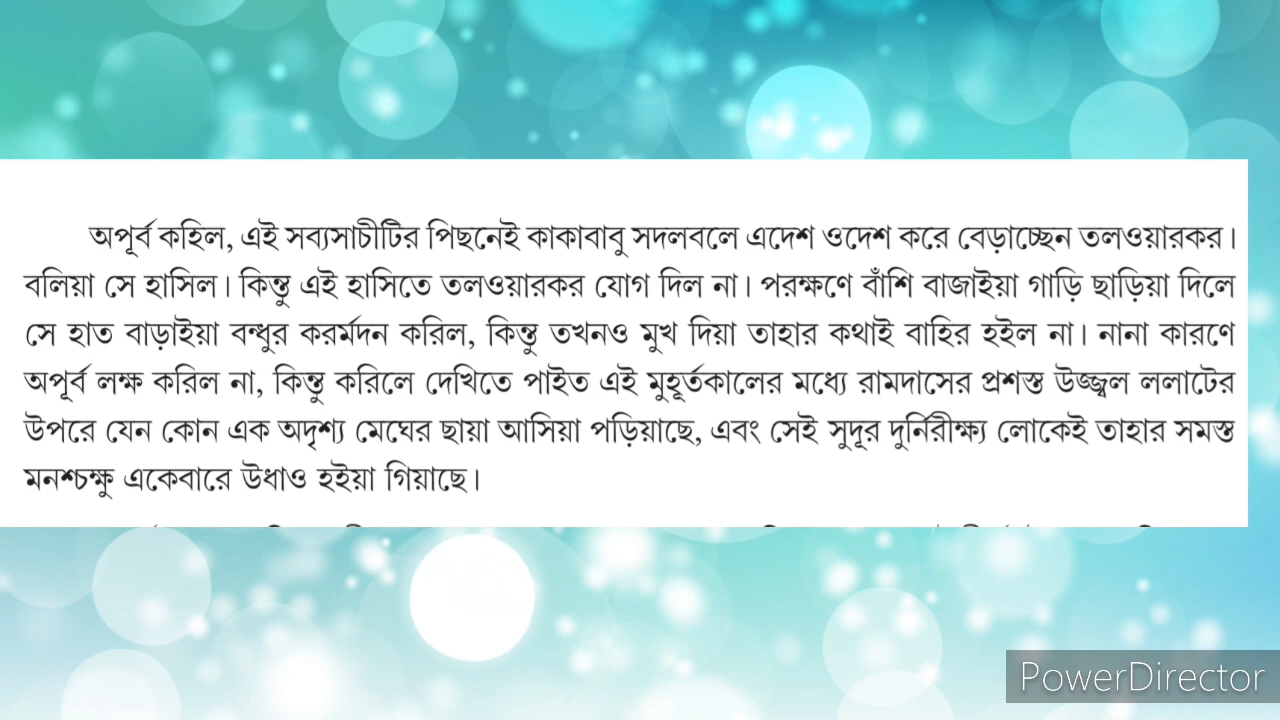 অপূর্ব কহিল, এই সব্যসাচীটির পিছনেই কাকাবাবু সদলবলে এদেশ ওদেশ করে বেড়াচ্ছেন তলওয়ারকর।
বলিয়া সে হাসিল। কিন্তু এই হাসিতে তলওয়ারকর যোগ দিল না। পরক্ষণে বাঁশি বাজাইয়া গাড়ি ছাড়িয়া দিলে
সে হাত বাড়াইয়া বন্ধুর করর্মদন করিল, কিন্তু তখনও মুখ দিয়া তাহার কথাই বাহির হইল না। নানা কারণে
অপূর্ব লক্ষ করিল না, কিন্তু করিলে দেখিতে পাইত এই মুহূর্তকালের মধ্যে রামদাসের প্রশস্ত উজ্জ্বল ললাটের
উপরে যেন কোন এক অদৃশ্য মেঘের ছায়া আসিয়া পড়িয়াছে, এবং সেই সুদূর দুর্নিরীক্ষ্য লোকেই তাহার সমস্ত
মনশ্চক্ষু একেবারে উধাও হইয়া গিয়াছে।
PowerDirector